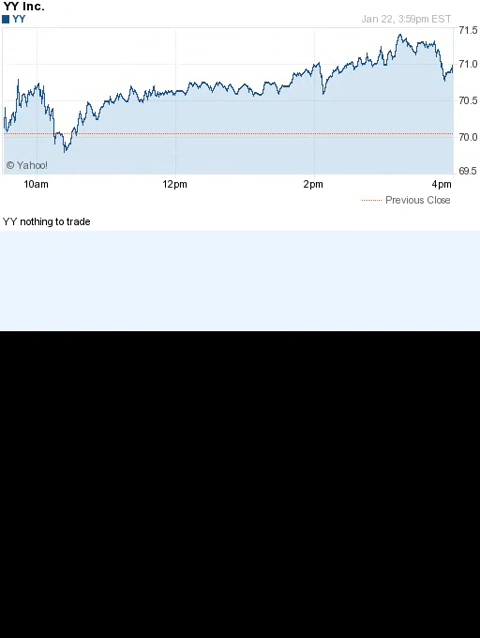 YY Inc.
YY
Jan 22, 3:59pm EST
71.5
71.0
70.5
70.0
69.5
© Yahoo!
10am 12pm 2pm 4pm
Previous Close
YY nothing to trade